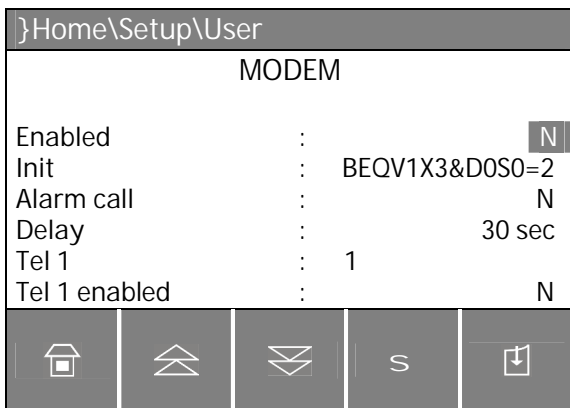 }Home\Setup\User
MODEM
Enabled : N
Init : BEQV1X3&D0S0=2
Alarm call : N
Delay : 30 sec
Tel 1 : 1
Tel 1 enabled : N
S